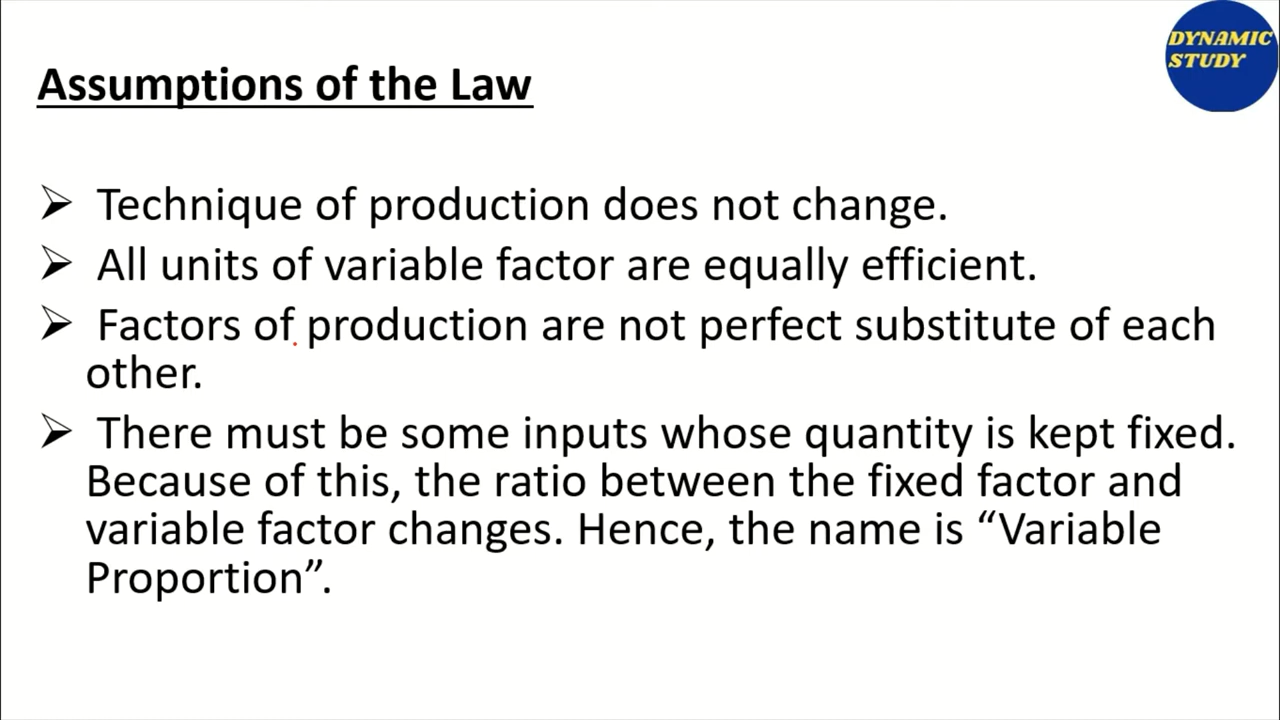 DYNAMIC
STUDY
Assumptions of the Law
➢ Technique of production does not change.
➢ All units of variable factor are equally efficient.
➢ Factors of production are not perfect substitute of each
other.
➢ There must be some inputs whose quantity is kept fixed.
Because of this, the ratio between the fixed factor and
variable factor changes. Hence, the name is “Variable
Proportion”.